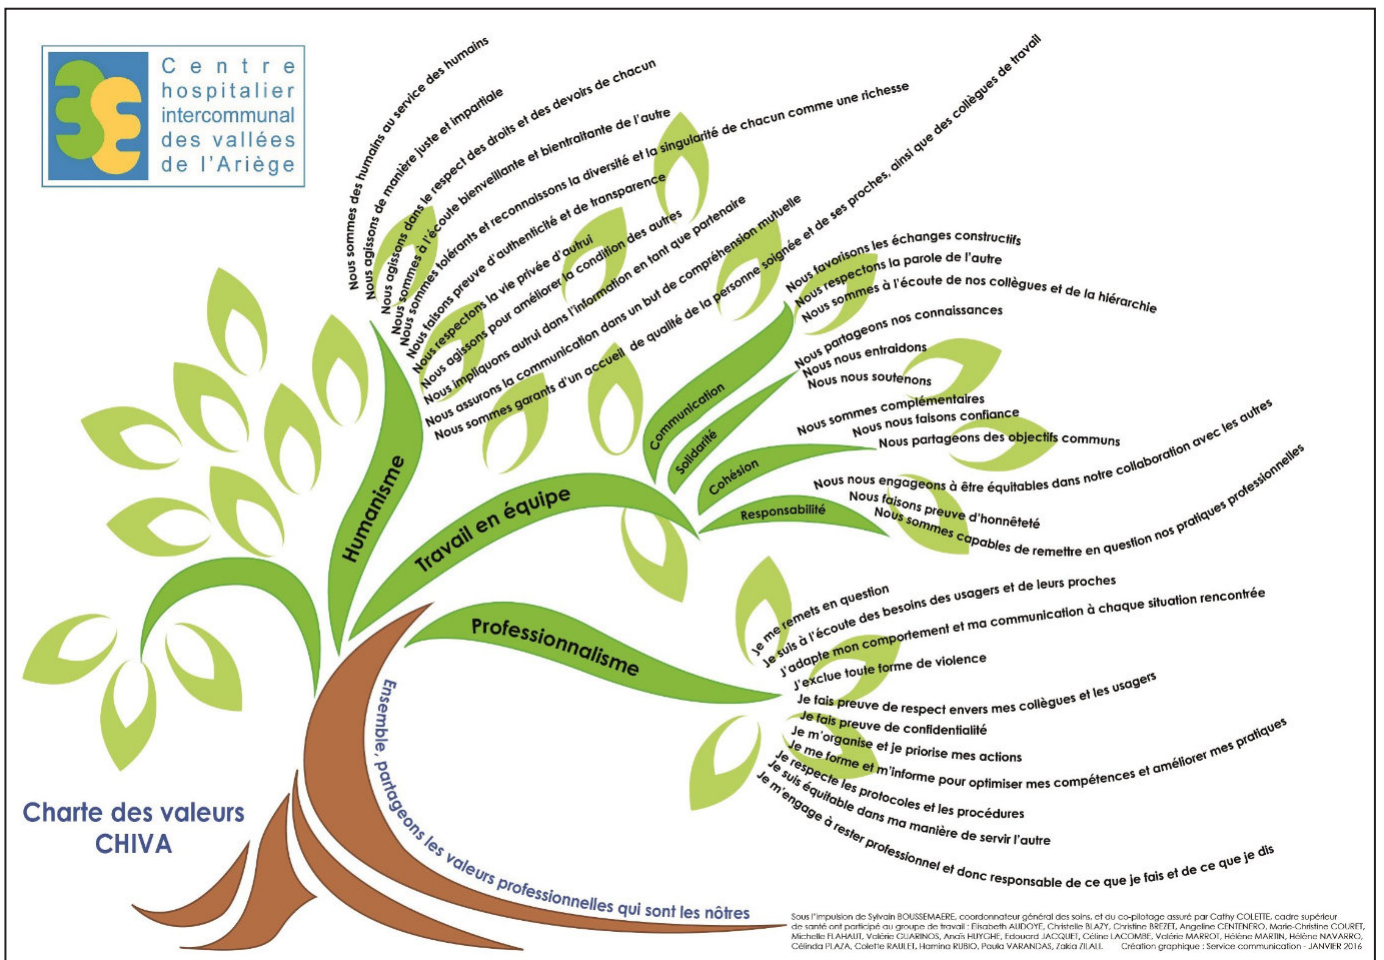 Centre
hospitalier
intercommunal
des vallées
de l'Ariège
Nous sommes des humains au service des humains
Nous agissons de manière juste et impartiale
Nous agissons dans le respect des droits et des devoirs de chacun
Nous sommes à l'écoute bienveillante et bientraitante de l'autre
Nous sommes tolérants et reconnaissons la diversité et la singularité de chacun comme une richesse
Nous faisons preuve d'authenticité et de transparence
Nous respectons la vie privée d'autrui
Nous agissons pour améliorer la condition des autres
Nous impliquons autrui dans l'information en tant que partenaire
Nous assurons la communication dans un but de compréhension mutuelle
Nous sommes garants d'un accueil de qualité de la personne soignée et de ses proches, ainsi que des collègues de travail
Humanisme
Travail en équipe
Communication
Nous favorisons les échanges constructifs
Nous respectons la parole de l'autre
Nous sommes à l'écoute de nos collègues et de la hiérarchie
Solidarité
Nous partageons nos connaissances
Nous nous entraidons
Nous nous soutenons
Cohésion
Nous sommes complémentaires
Nous nous faisons confiance
Nous partageons des objectifs communs
Responsabilité
Nous nous engageons à être équitables dans notre collaboration avec les autres
Nous faisons preuve d'honnêteté
Nous sommes capables de remettre en question nos pratiques professionnelles
Professionnalisme
Je me remets en question
Je suis à l'écoute des besoins des usagers et de leurs proches
J'adapte mon comportement et ma communication à chaque situation rencontrée
J'exclue toute forme de violence
Je fais preuve de respect envers mes collègues et les usagers
Je fais preuve de confidentialité
Je m'organise et je priorise mes actions
Je me forme et m'informe pour optimiser mes compétences et améliorer mes pratiques
Je respecte les protocoles et les procédures
Je suis équitable dans ma manière de servir l'autre
Je m'engage à rester professionnel et donc responsable de ce que je fais et de ce que je dis
Ensemble, partageons les valeurs professionnelles qui sont les nôtres
Charte des valeurs
CHIVA
Sous l'impulsion de Sylvain BOUSSEMAERE, coordonnateur général des soins, et du co-pilotage assuré par Cathy COLETTE, cadre supérieur
de santé ont participé au groupe de travail : Elisabeth AUDOYE, Christelle BLAZY, Christine BREZET, Angeline CENTENERO, Marie-Christine COURET,
Michelle FLAHAUT, Valérie GUARINOS, Anaïs HUYGHE, Edouard JACQUET, Céline LACOMBE, Valérie MARROT, Hélène MARTIN, Hélène NAVARRO,
Célinda PLAZA, Colette RAULET, Hamina RUBIO, Paula VARANDAS, Zakia ZILALI. Création graphique : Service communication - JANVIER 2016